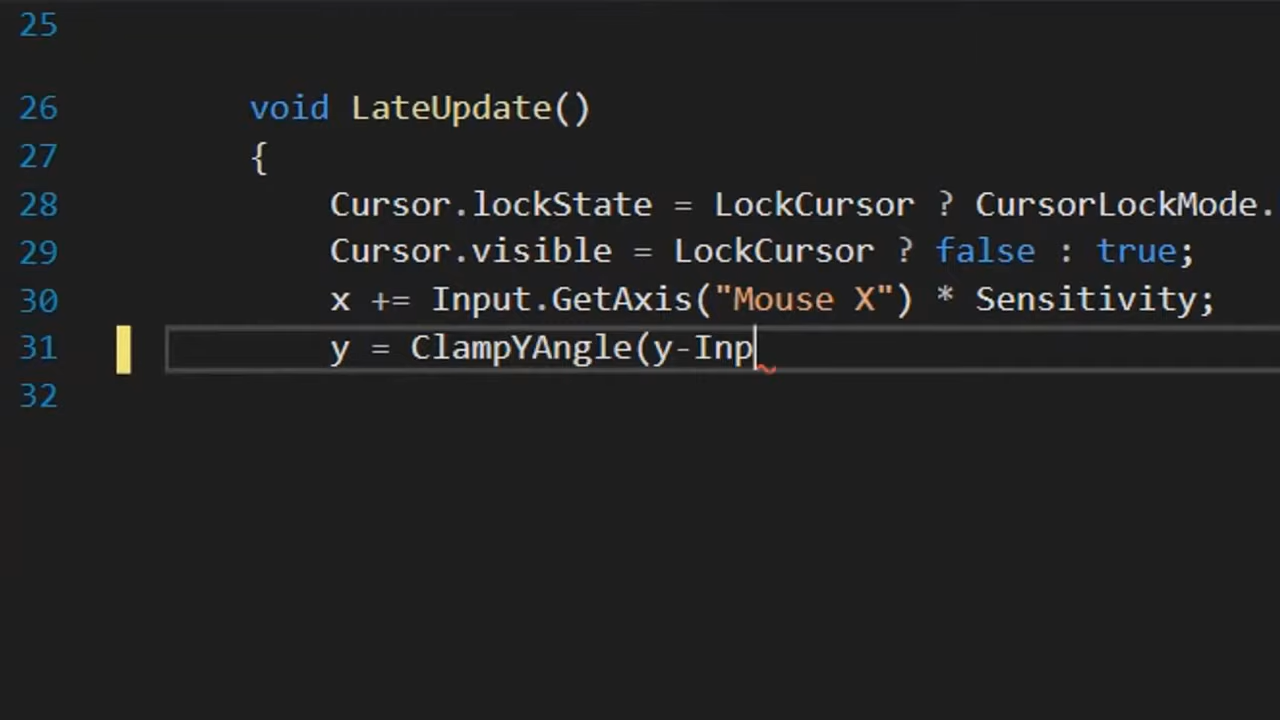 25
26 void LateUpdate()
27 {
28 Cursor.lockState = LockCursor ? CursorLockMode.
29 Cursor.visible = LockCursor ? false : true;
30 x += Input.GetAxis("Mouse X") * Sensitivity;
31 y = ClampYAngle(y-Inp
32